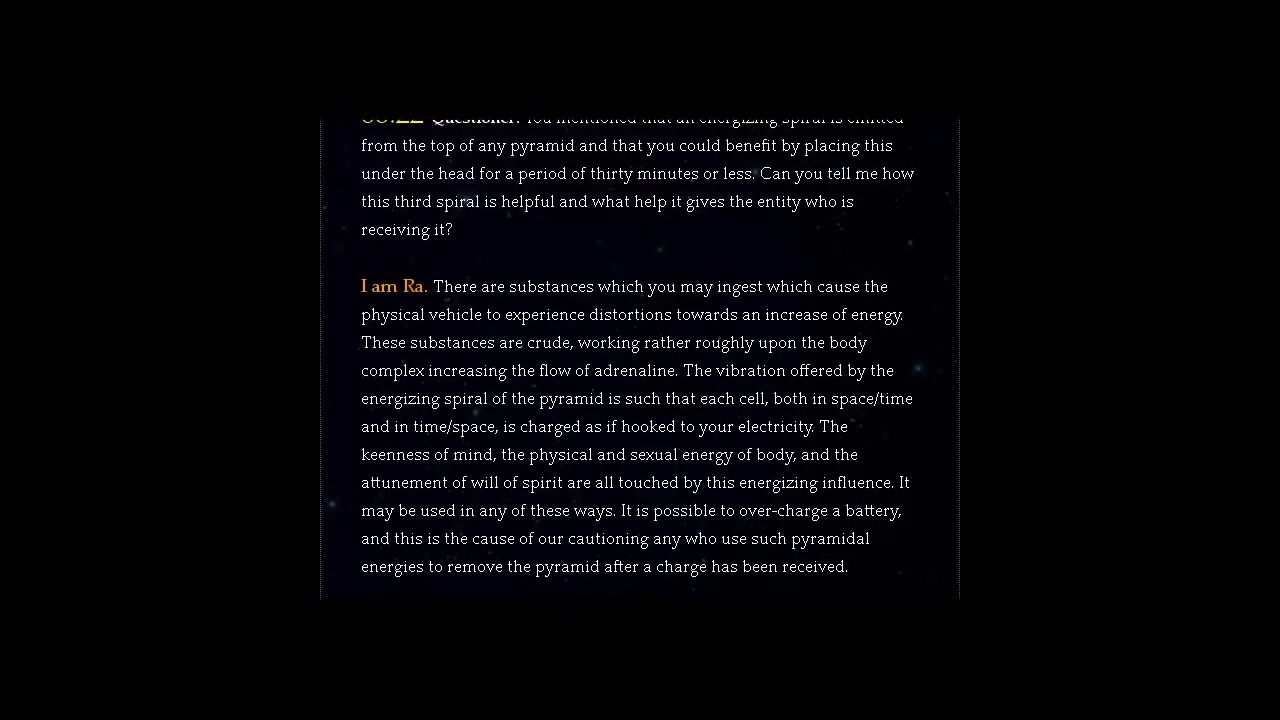 Questioner: You mentioned that an energizing spiral is emitted
from the top of any pyramid and that you could benefit by placing this
under the head for a period of thirty minutes or less. Can you tell me how
this third spiral is helpful and what help it gives the entity who is
receiving it?
I am Ra. There are substances which you may ingest which cause the
physical vehicle to experience distortions towards an increase of energy.
These substances are crude, working rather roughly upon the body
complex increasing the flow of adrenaline. The vibration offered by the
energizing spiral of the pyramid is such that each cell, both in space/time
and in time/space, is charged as if hooked to your electricity. The
keenness of mind, the physical and sexual energy of body, and the
attunement of will of spirit are all touched by this energizing influence. It
may be used in any of these ways. It is possible to over-charge a battery,
and this is the cause of our cautioning any who use such pyramidal
energies to remove the pyramid after a charge has been received.